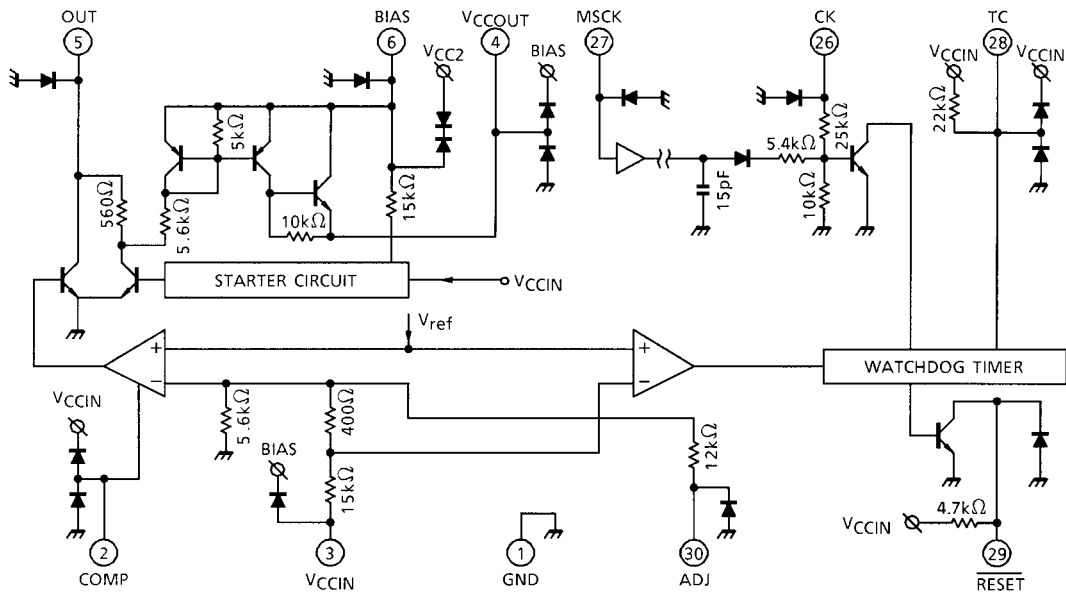 OUT BIAS VCCOUT MSCK CK TC
5 6 4 27 26 28
VCC2 BIAS VCCIN VCCIN
5kΩ 25kΩ 22kΩ
5.4kΩ
560Ω 5.6kΩ 10kΩ 15kΩ 15pF 10kΩ
STARTER CIRCUIT VCCIN
Vref
+ +
WATCHDOG TIMER
− −
VCCIN 5.6kΩ 400Ω
BIAS 15kΩ 12kΩ
4.7kΩ
VCCIN
2 3 1 30 29
COMP VCCIN GND ADJ RESET